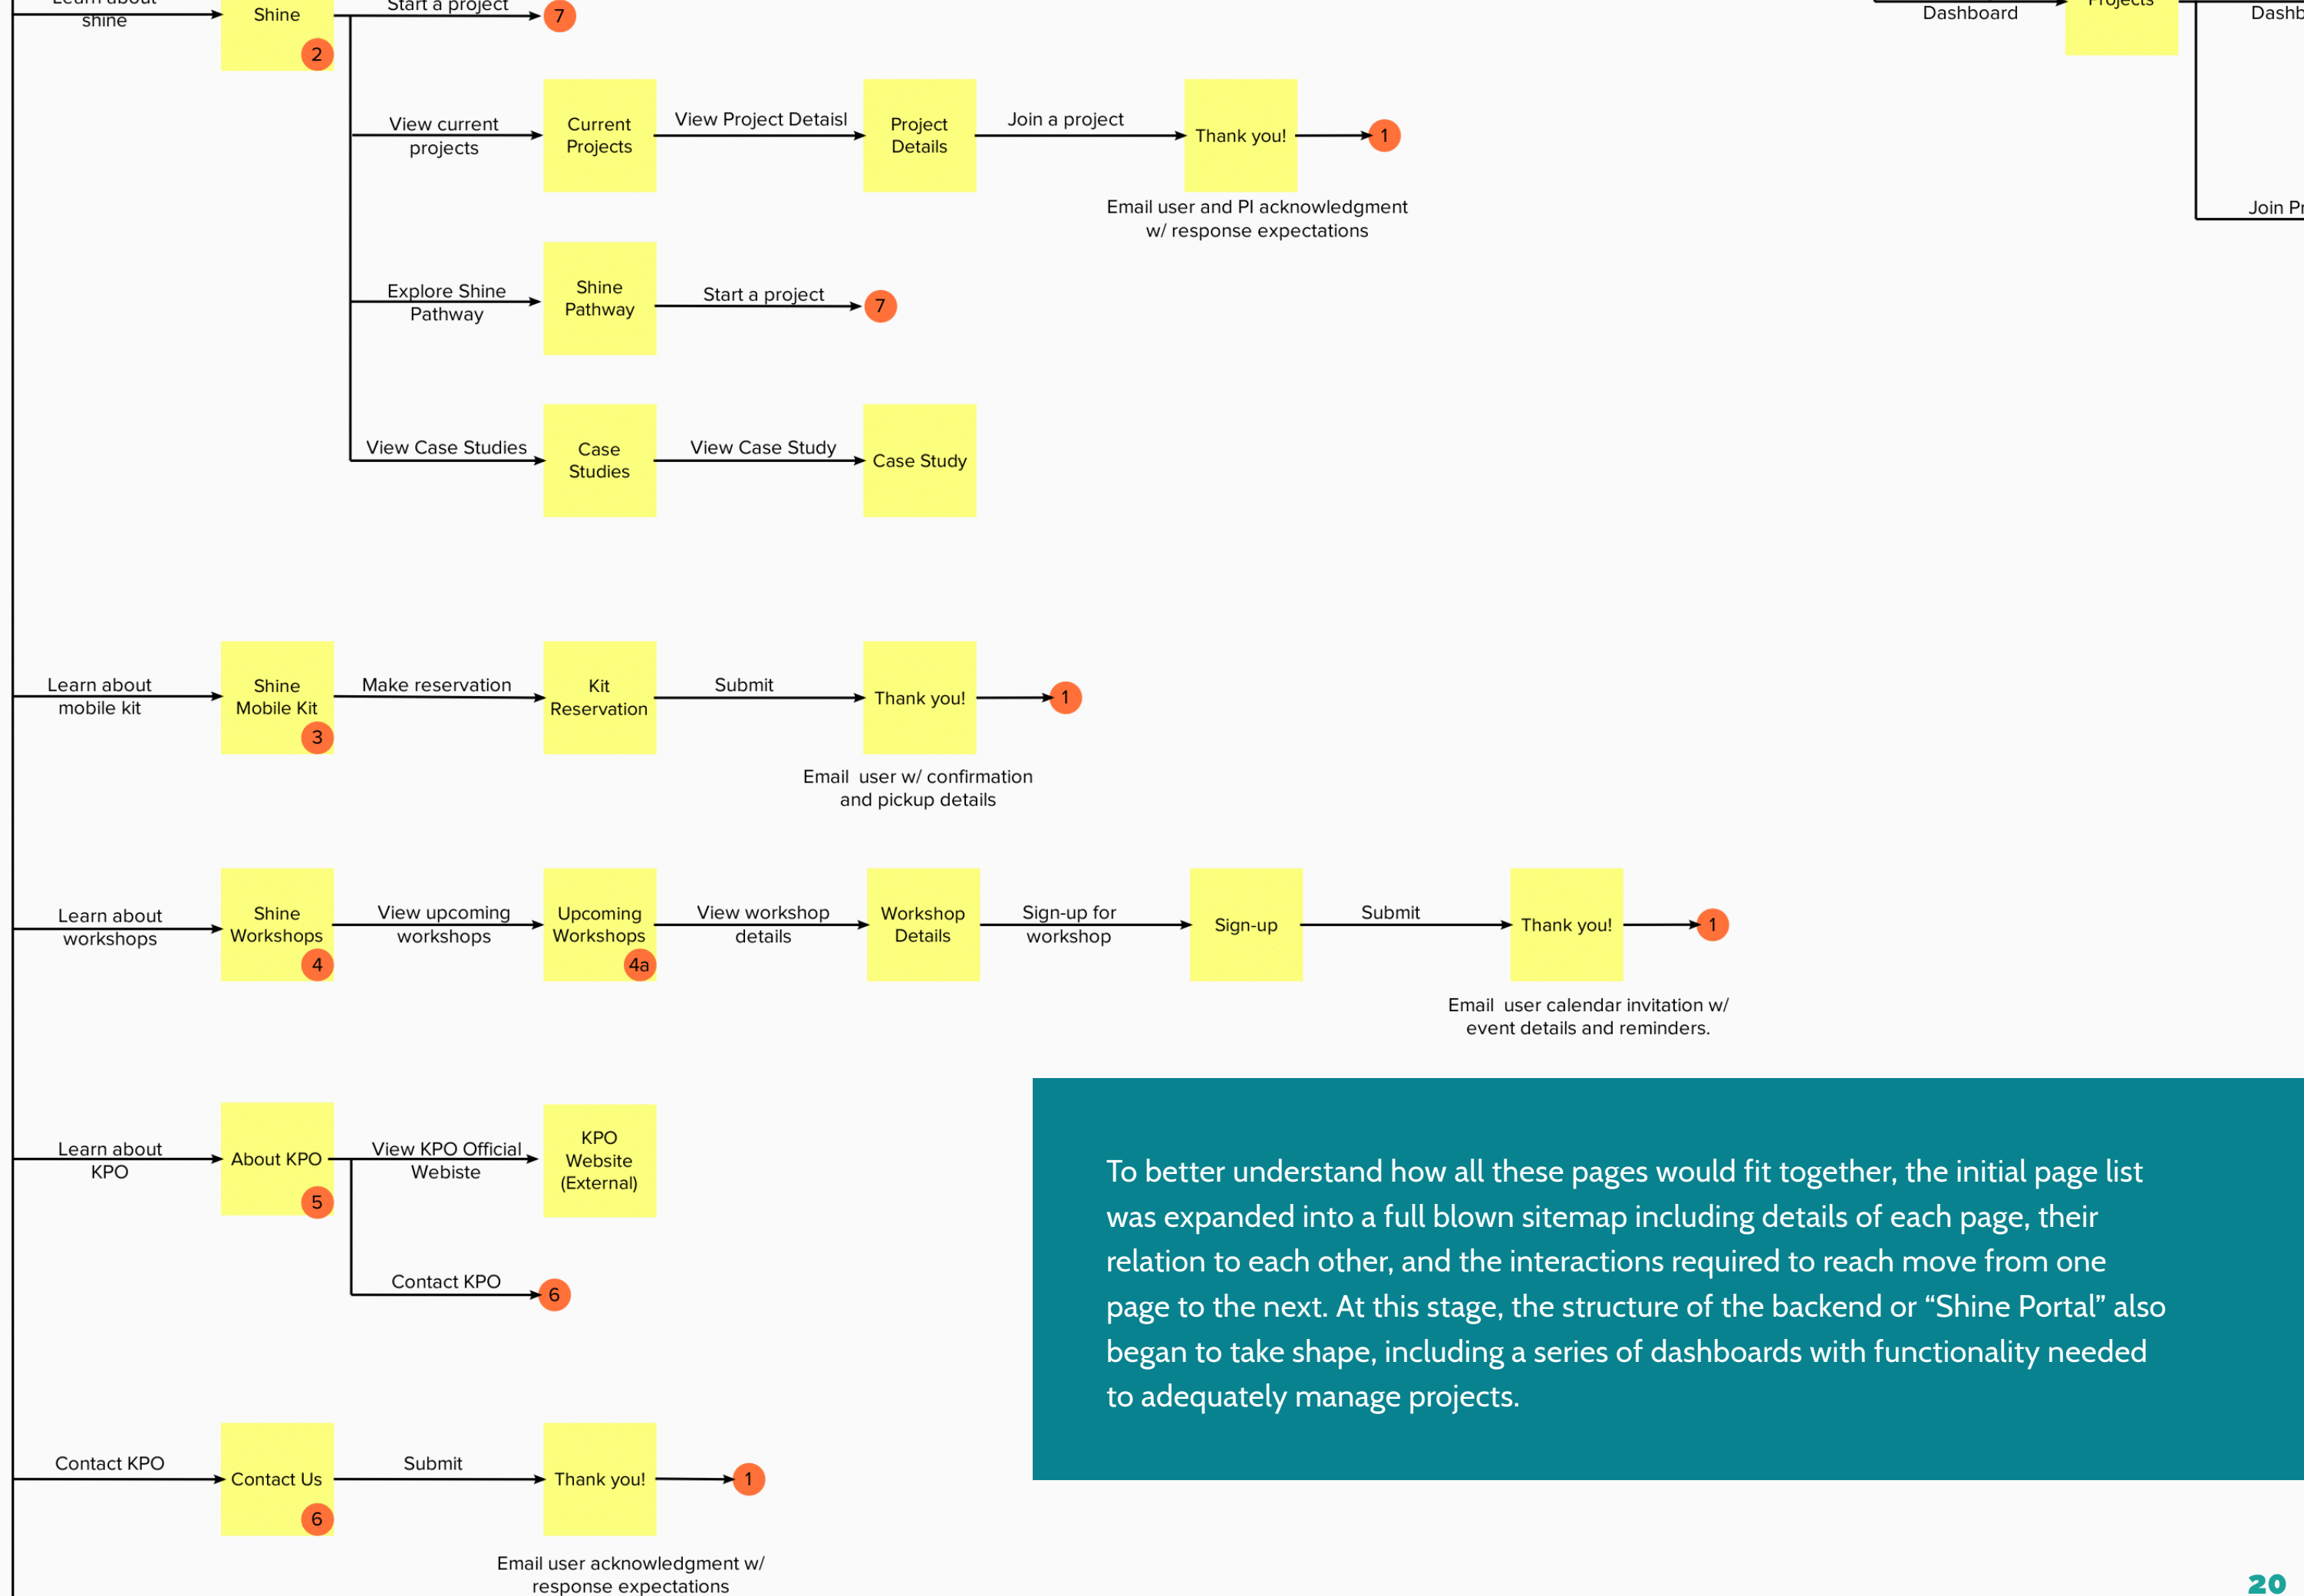 Learn about
shine
Shine
2
Start a project
7
Dashboard
Projects
View current
projects
Current
Projects
View Project Detaisl
Project
Details
Join a project
Thank you!
1
Email user and PI acknowledgment
w/ response expectations
Explore Shine
Pathway
Shine
Pathway
Start a project
7
View Case Studies
Case
Studies
View Case Study
Case Study
Learn about
mobile kit
Shine
Mobile Kit
3
Make reservation
Kit
Reservation
Submit
Thank you!
1
Email  user w/ confirmation
and pickup details
Learn about
workshops
Shine
Workshops
4
View upcoming
workshops
Upcoming
Workshops
4a
View workshop
details
Workshop
Details
Sign-up for
workshop
Sign-up
Submit
Thank you!
1
Email  user calendar invitation w/
event details and reminders.
Learn about
KPO
About KPO
5
View KPO Official
Webiste
KPO
Website
(External)
Contact KPO
6
To better understand how all these pages would fit together, the initial page list
was expanded into a full blown sitemap including details of each page, their
relation to each other, and the interactions required to reach move from one
page to the next. At this stage, the structure of the backend or “Shine Portal” also
began to take shape, including a series of dashboards with functionality needed
to adequately manage projects.
Contact KPO
Contact Us
6
Submit
Thank you!
1
Email user acknowledgment w/
response expectations
Join
20